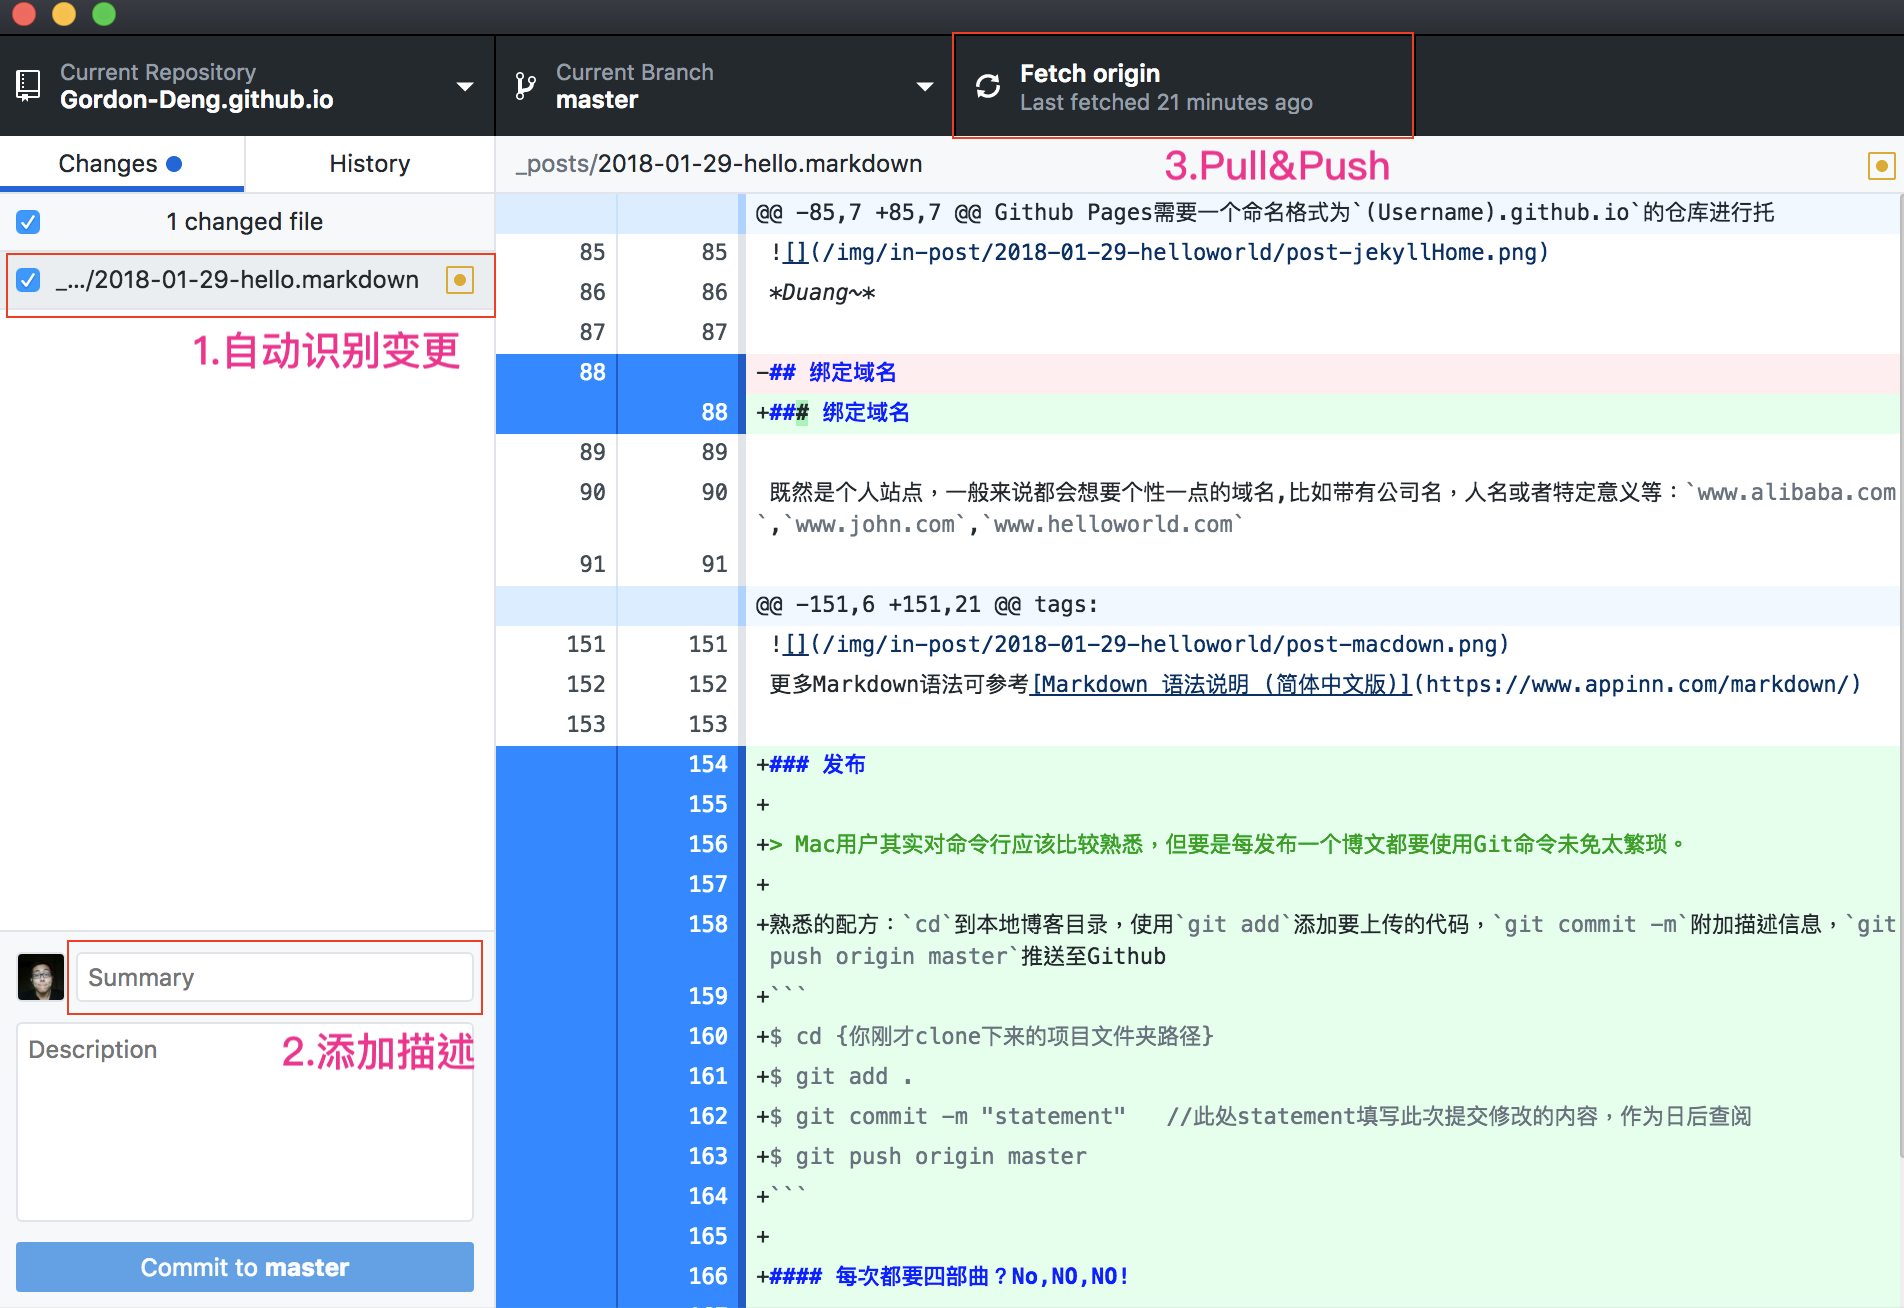 Current Repository
Gordon-Deng.github.io
Current Branch
master
Fetch origin
Last fetched 21 minutes ago
Changes
History
_posts/2018-01-29-hello.markdown
3.Pull&Push
1 changed file
_.../2018-01-29-hello.markdown
1.自动识别变更
@@ -85,7 +85,7 @@ Github Pages需要一个命名格式为`(Username).github.io`的仓库进行托
85 85 ![](/img/in-post/2018-01-29-helloworld/post-jekyllHome.png)
86 86 *Duang~*
87 87
88 -## 绑定域名
88 +### 绑定域名
89 89
90 90 既然是个人站点，一般来说都会想要个性一点的域名,比如带有公司名，人名或者特定意义等：`www.alibaba.com
`,`www.john.com`,`www.helloworld.com`
91 91
@@ -151,6 +151,21 @@ tags:
151 151 ![](/img/in-post/2018-01-29-helloworld/post-macdown.png)
152 152 更多Markdown语法可参考[Markdown 语法说明 (简体中文版)](https://www.appinn.com/markdown/)
153 153
154 +### 发布
155 +
156 +> Mac用户其实对命令行应该比较熟悉，但要是每发布一个博文都要使用Git命令未免太繁琐。
157 +
158 +熟悉的配方：`cd`到本地博客目录，使用`git add`添加要上传的代码，`git commit -m`附加描述信息，`git
push origin master`推送至Github
159 +```
160 +$ cd {你刚才clone下来的项目文件夹路径}
161 +$ git add .
162 +$ git commit -m "statement" //此处statement填写此次提交修改的内容，作为日后查阅
163 +$ git push origin master
164 +```
165 +
166 +#### 每次都要四部曲？No,NO,NO!
Summary
Description
2.添加描述
Commit to master